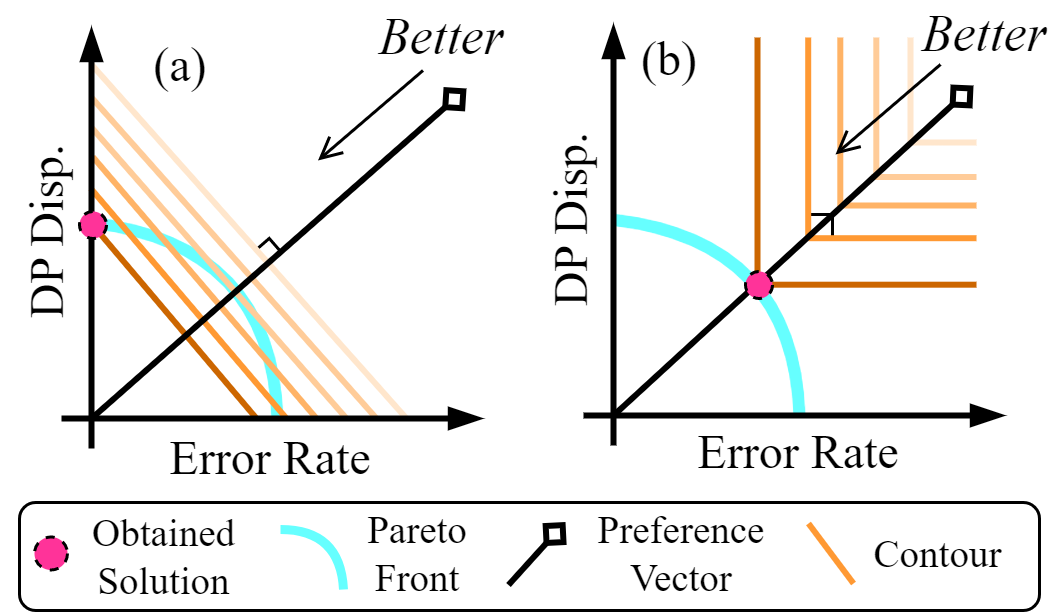 (a)
Better
DP Disp.
Error Rate
(b)
Better
DP Disp.
Error Rate
Obtained
Solution
Pareto
Front
Preference
Vector
Contour